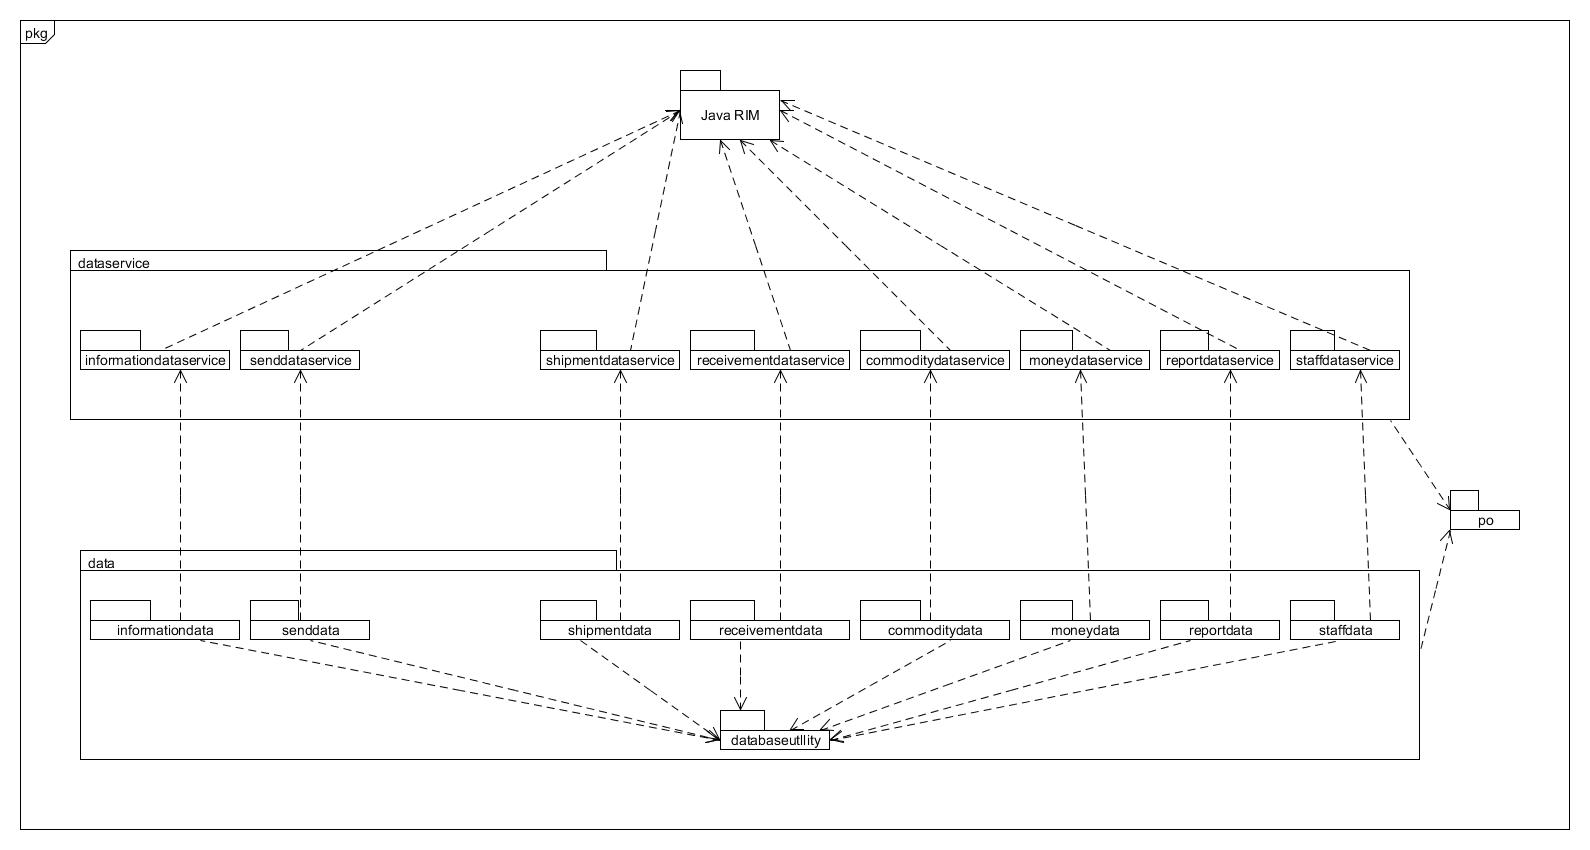 pkg
Java RIM
dataservice
informationdataservice
senddataservice
shipmentdataservice
receivementdataservice
commoditydataservice
moneydataservice
reportdataservice
staffdataservice
po
data
informationdata
senddata
shipmentdata
receivementdata
commoditydata
moneydata
reportdata
staffdata
databaseutllity